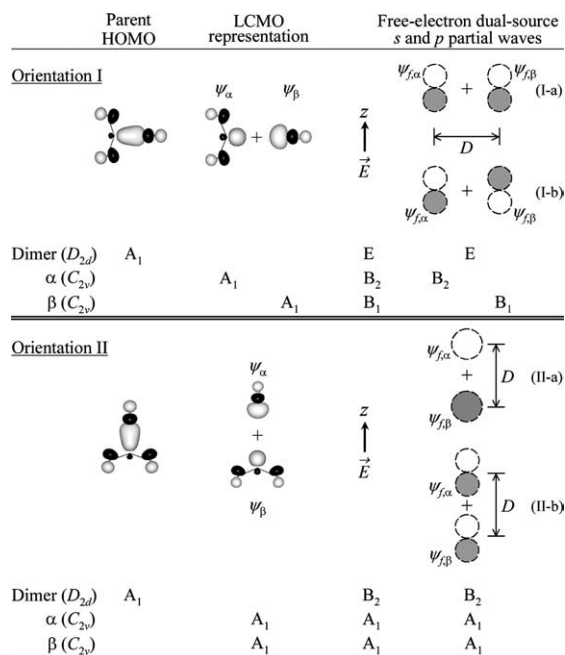 Parent HOMO LCMO representation Free-electron dual-source s and p partial waves
Orientation I
ψα ψβ
+
z
E⃗
ψf,α + ψf,β (I-a)
D
ψf,α + ψf,β (I-b)
Dimer (D2d) A1 E E
α (C2v) A1 B2 B2
β (C2v) A1 B1 B1
Orientation II
ψα
+
ψβ
z
E⃗
ψf,α
+
ψf,β
D (II-a)
ψf,α
+
ψf,β
D (II-b)
Dimer (D2d) A1 B2 B2
α (C2v) A1 A1 A1
β (C2v) A1 A1 A1